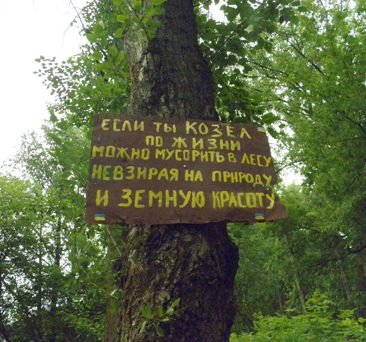 ЕСЛИ ТЫ КОЗЕЛ
ПО ЖИЗНИ
МОЖНО МУСОРИТЬ В ЛЕСУ
НЕВЗИРАЯ НА ПРИРОДУ
И ЗЕМНУЮ КРАСОТУ